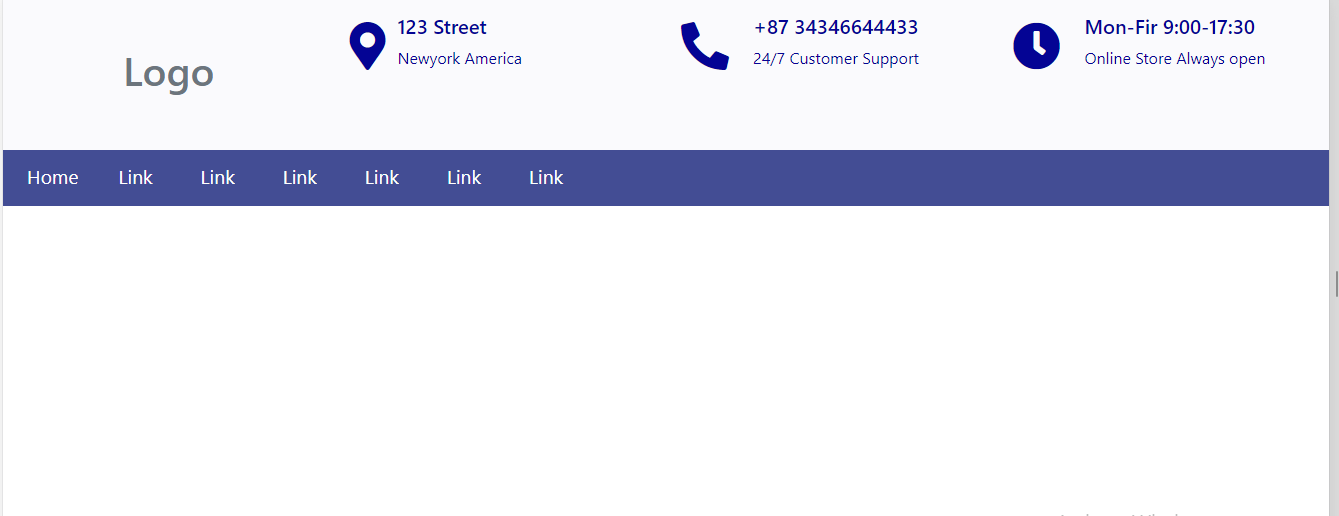 Logo
123 Street
Newyork America
+87 34346644433
24/7 Customer Support
Mon-Fir 9:00-17:30
Online Store Always open
Home Link Link Link Link Link Link